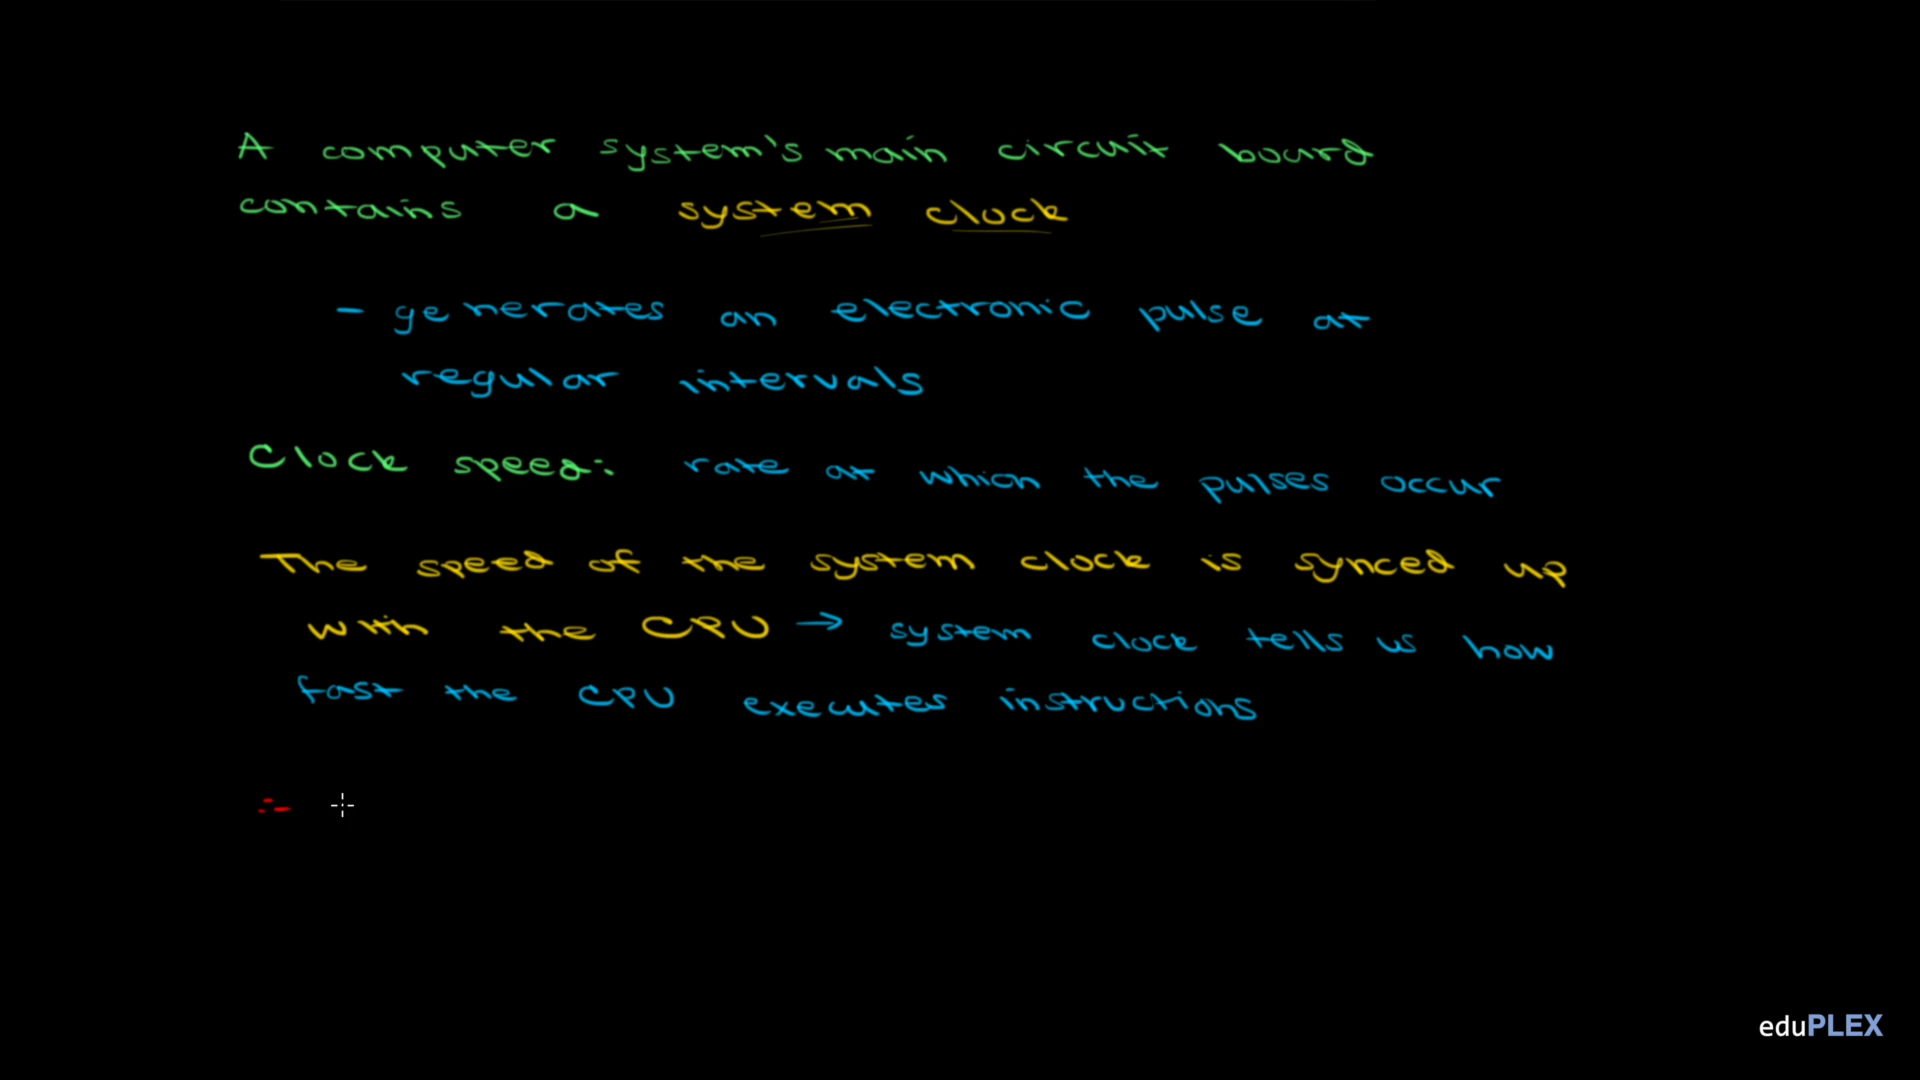 A computer system's main circuit board
contains a system clock
- generates an electronic pulse at
regular intervals
Clock speed: rate at which the pulses occur
The speed of the system clock is synced up
with the CPU → system clock tells us how
fast the CPU executes instructions
eduPLEX